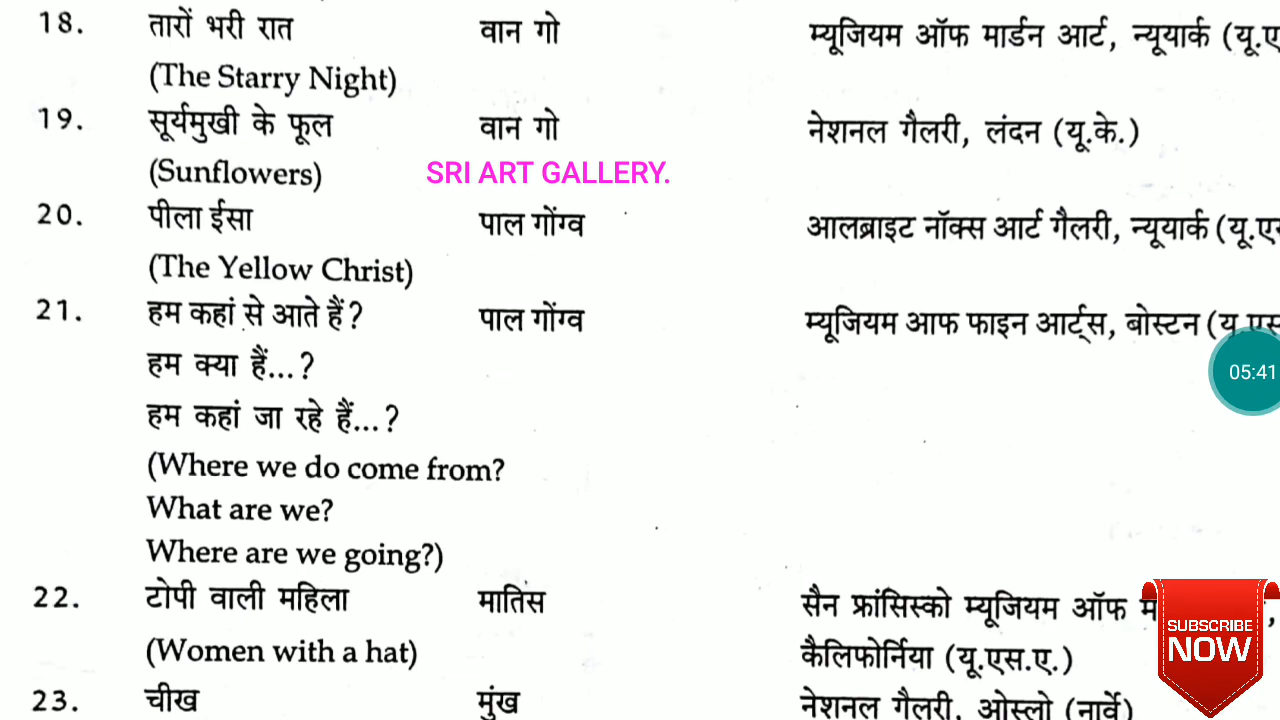 18. तारों भरी रात वान गो म्यूजियम ऑफ मार्डन आर्ट, न्यूयार्क (यू.ए
(The Starry Night)
19. सूर्यमुखी के फूल वान गो नेशनल गैलरी, लंदन (यू.के.)
(Sunflowers) SRI ART GALLERY.
20. पीला ईसा पाल गोंग्व आलब्राइट नॉक्स आर्ट गैलरी, न्यूयार्क (यू.एस
(The Yellow Christ)
21. हम कहां से आते हैं? पाल गोंग्व म्यूजियम आफ फाइन आर्ट्स, बोस्टन (यू.एस
05:41
हम क्या हैं...?
हम कहां जा रहे हैं...?
(Where we do come from?
What are we?
Where are we going?)
22. टोपी वाली महिला मातिस सैन फ्रांसिस्को म्यूजियम ऑफ
SUBSCRIBE
NOW
(Women with a hat) कैलिफोर्निया (यू.एस.ए.)
23. चीख मुंख नेशनल गैलरी, ओस्लो (नार्वे)